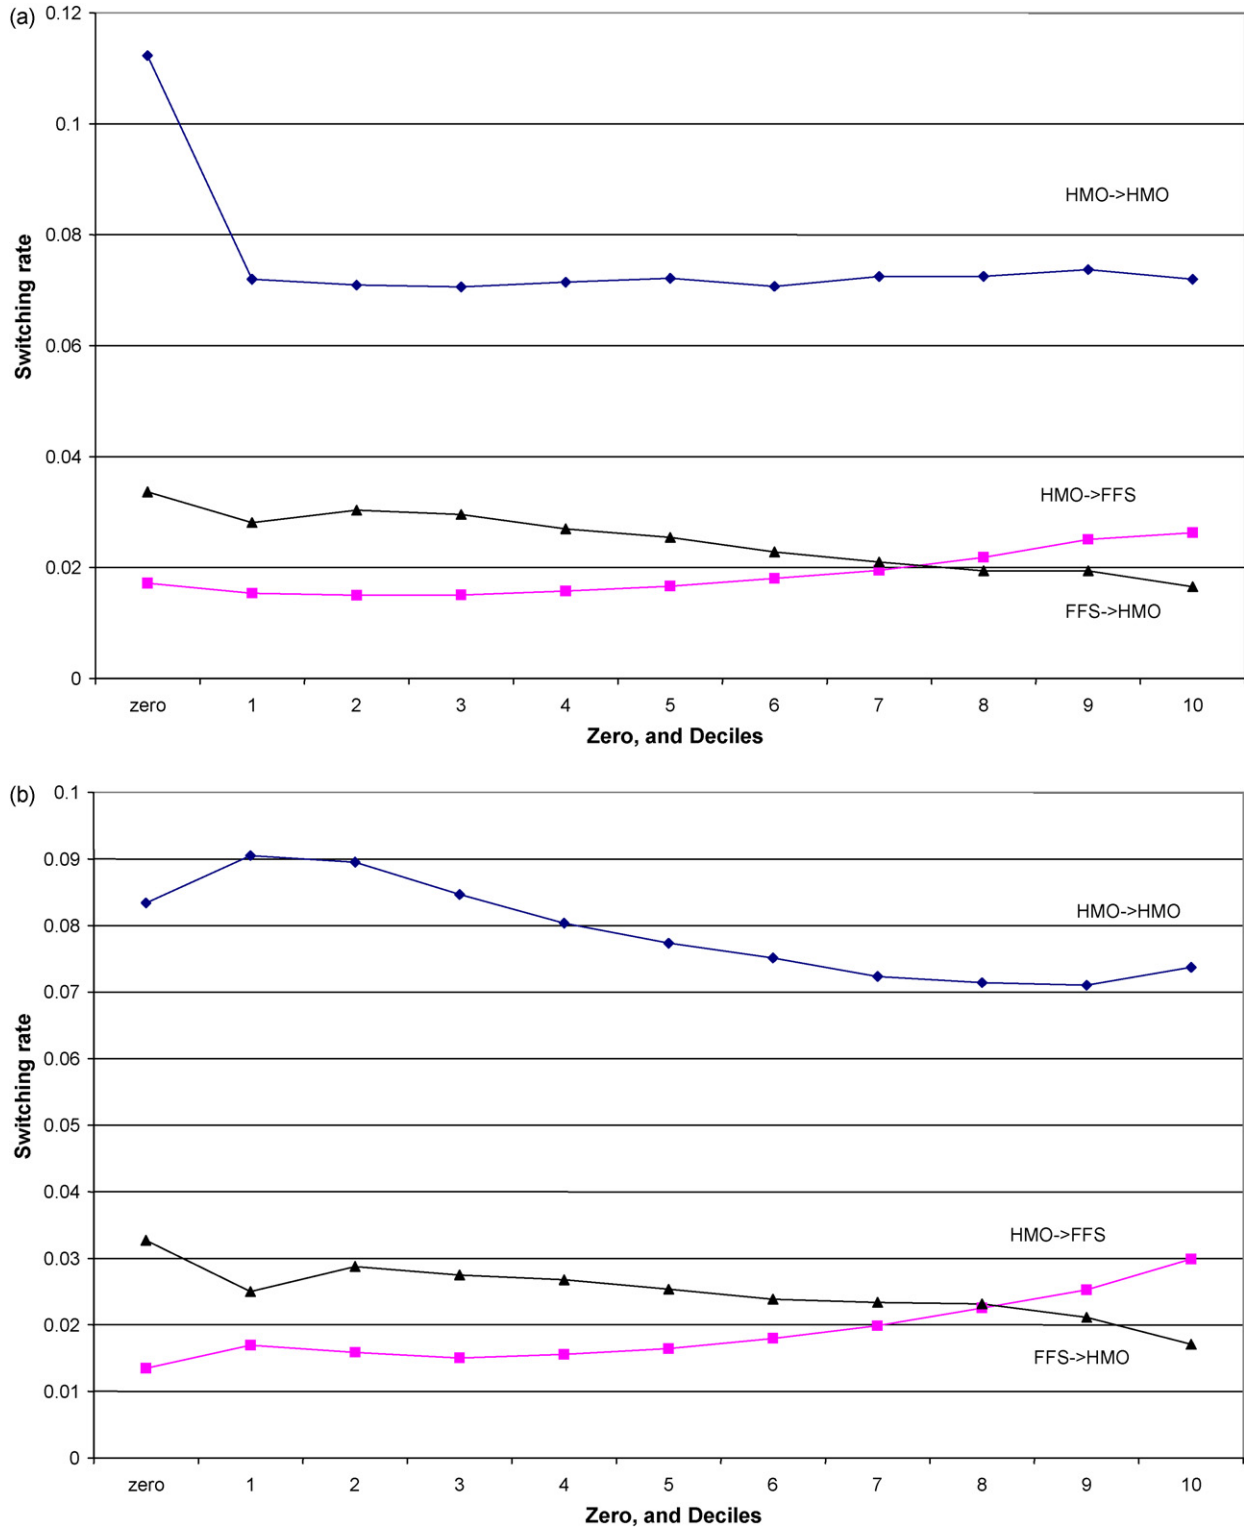 (a)
0.12
0.1
0.08
0.06
0.04
0.02
0
Switching rate
HMO->HMO
HMO->FFS
FFS->HMO
zero 1 2 3 4 5 6 7 8 9 10
Zero, and Deciles
(b)
0.1
0.09
0.08
0.07
0.06
0.05
0.04
0.03
0.02
0.01
0
Switching rate
HMO->HMO
HMO->FFS
FFS->HMO
zero 1 2 3 4 5 6 7 8 9 10
Zero, and Deciles